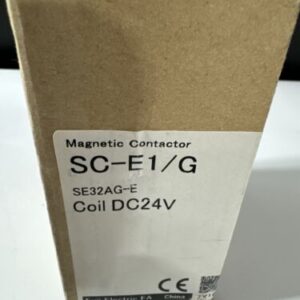 Magnetic Contactor
SC-E1/G
SE32AG-E
Coil DC24V
CE
Fuji Electric FA China